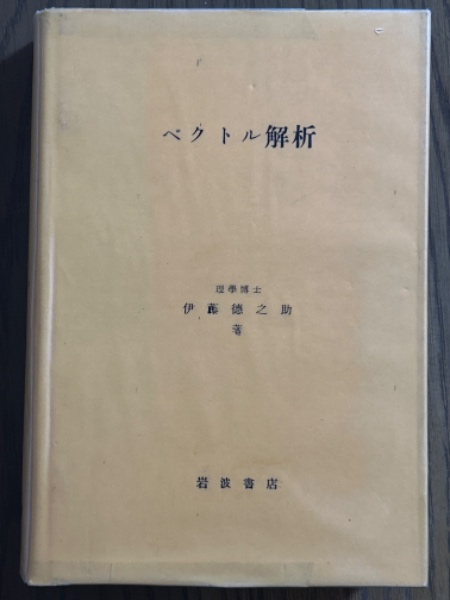 ベクトル解析
理學博士
伊藤德之助
著
岩波書店